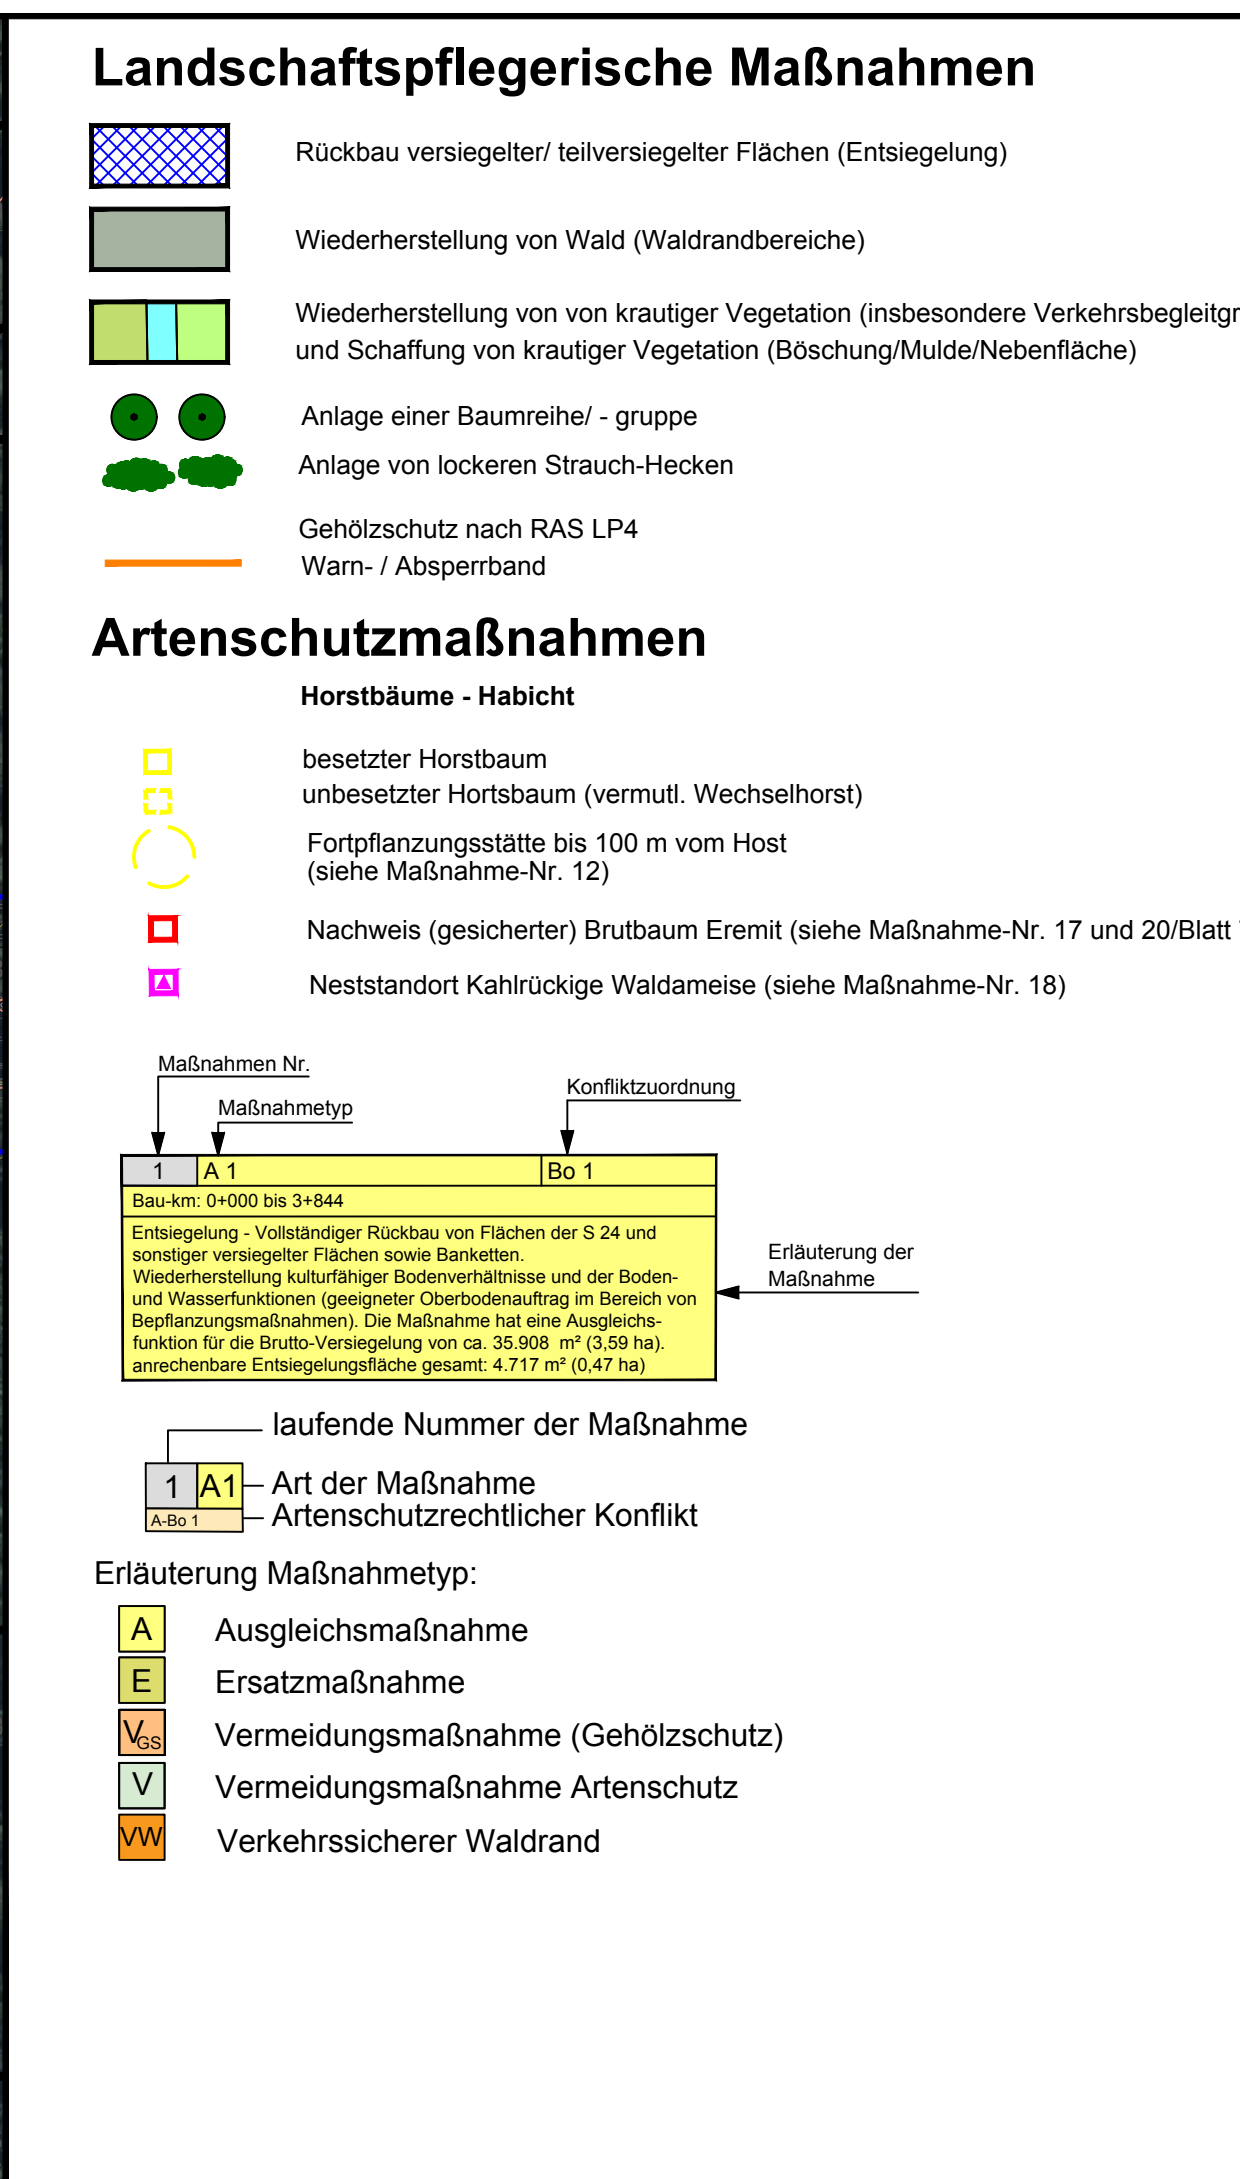 Landschaftspflegerische Maßnahmen
Rückbau versiegelter/ teilversiegelter Flächen (Entsiegelung)
Wiederherstellung von Wald (Waldrandbereiche)
Wiederherstellung von von krautiger Vegetation (insbesondere Verkehrsbegleitgr
und Schaffung von krautiger Vegetation (Böschung/Mulde/Nebenfläche)
Anlage einer Baumreihe/ - gruppe
Anlage von lockeren Strauch-Hecken
Gehölzschutz nach RAS LP4
Warn- / Absperrband
Artenschutzmaßnahmen
Horstbäume - Habicht
besetzter Horstbaum
unbesetzter Hortsbaum (vermutl. Wechselhorst)
Fortpflanzungsstätte bis 100 m vom Host
(siehe Maßnahme-Nr. 12)
Nachweis (gesicherter) Brutbaum Eremit (siehe Maßnahme-Nr. 17 und 20/Blatt
Neststandort Kahlrückige Waldameise (siehe Maßnahme-Nr. 18)
Maßnahmen Nr.
Konfliktzuordnung
Maßnahmetyp
1 A 1 Bo 1
Bau-km: 0+000 bis 3+844
Entsiegelung - Vollständiger Rückbau von Flächen der S 24 und
sonstiger versiegelter Flächen sowie Banketten.
Wiederherstellung kulturfähiger Bodenverhältnisse und der Boden-
und Wasserfunktionen (geeigneter Oberbodenauftrag im Bereich von
Bepflanzungsmaßnahmen). Die Maßnahme hat eine Ausgleichs-
funktion für die Brutto-Versiegelung von ca. 35.908 m² (3,59 ha).
anrechenbare Entsiegelungsfläche gesamt: 4.717 m² (0,47 ha)
Erläuterung der
Maßnahme
laufende Nummer der Maßnahme
1 A1 Art der Maßnahme
A-Bo 1 Artenschutzrechtlicher Konflikt
Erläuterung Maßnahmetyp:
A Ausgleichsmaßnahme
E Ersatzmaßnahme
VGS Vermeidungsmaßnahme (Gehölzschutz)
V Vermeidungsmaßnahme Artenschutz
VW Verkehrssicherer Waldrand